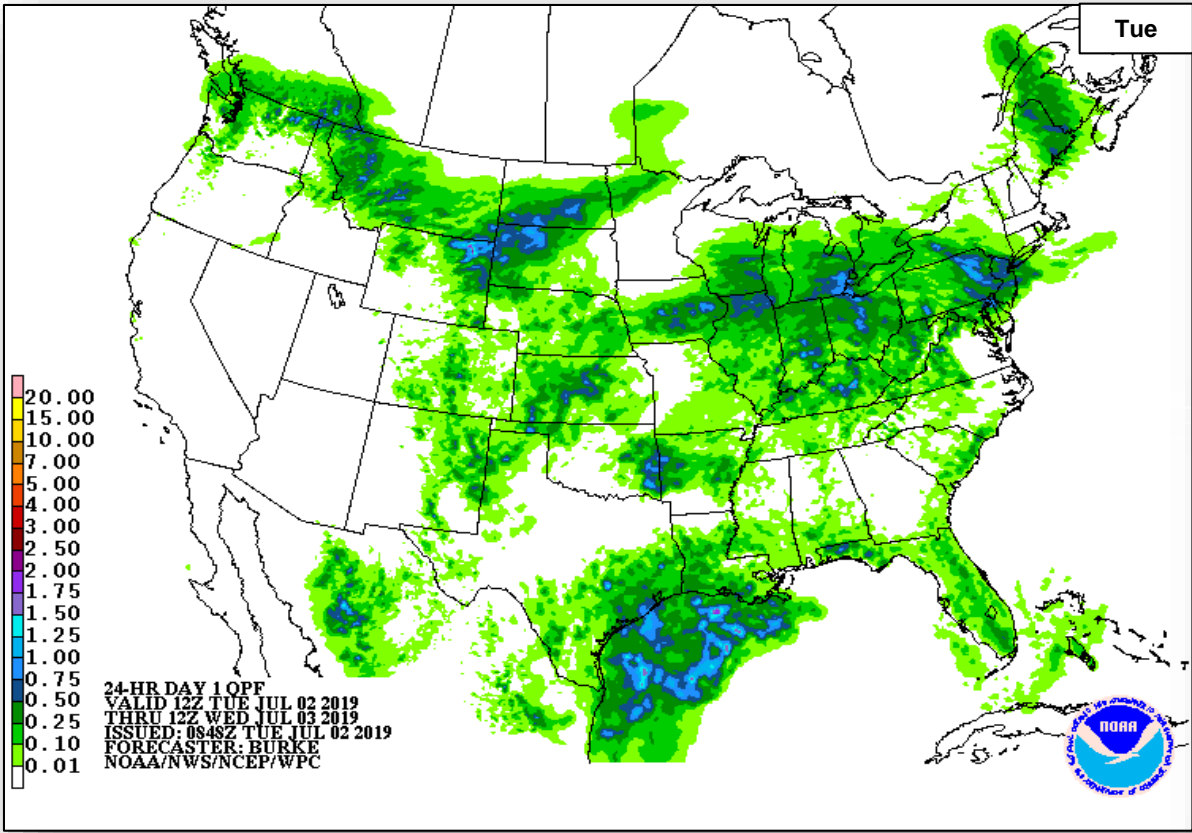 Tue
20.00
15.00
10.00
7.00
5.00
4.00
3.00
2.50
2.00
1.75
1.50
1.25
1.00
0.75
0.50
0.25
0.10
0.01
24-HR DAY 1 QPF
VALID 12Z TUE JUL 02 2019
THRU 12Z WED JUL 03 2019
ISSUED: 0848Z TUE JUL 02 2019
FORECASTER: BURKE
NOAA/NWS/NCEP/WPC
NOAA